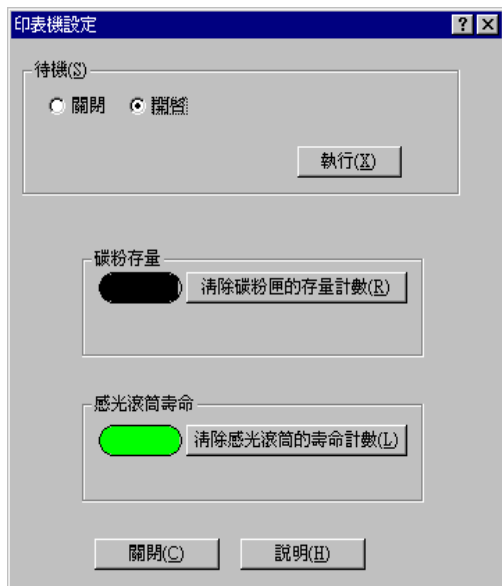 印表機設定
待機(S)
關閉 開啓
執行(X)
碳粉存量
清除碳粉匣的存量計數(R)
感光滾筒壽命
清除感光滾筒的壽命計數(L)
關閉(C) 說明(H)